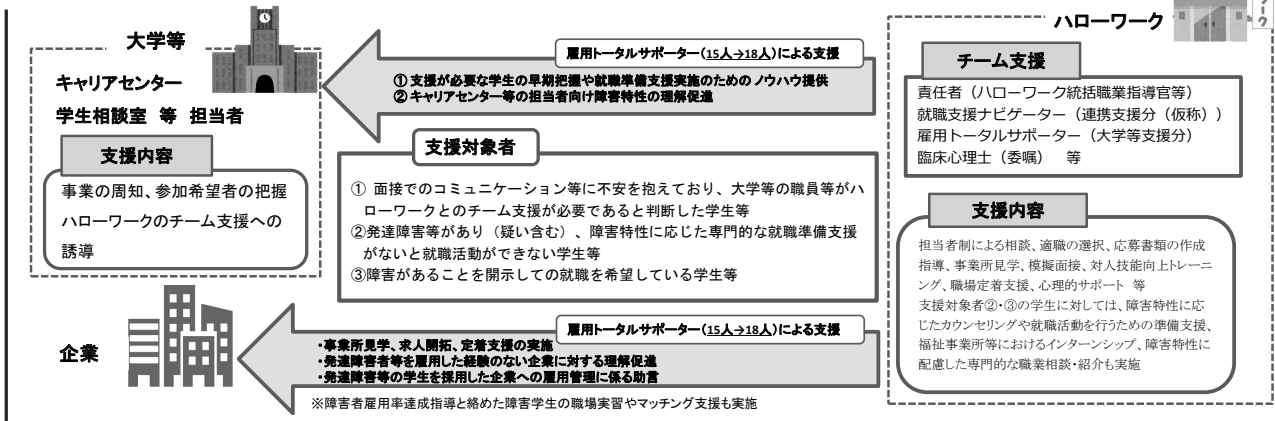 大学等
キャリアセンター
学生相談室 等 担当者
支援内容
事業の周知、参加希望者の把握
ハローワークのチーム支援への
誘導
雇用トータルサポーター(15人→18人)による支援
① 支援が必要な学生の早期把握や就職準備支援実施のための ノウハウ提供
② キャリアセンター等の担当者向け障害特性の理解促進
支援対象者
① 面接でのコミュニケーション等に不安を抱えており、大学等の職員等がハ
ローワークとのチーム支援が必要であると判断した学生等
②発達障害等があり(疑い含む)、障害特性に応じた専門的な就職準備支援
がないと就職活動ができない学生等
③障害があることを開示しての就職を希望している学生等
企業
雇用トータルサポーター(15人→18人)による支援
・事業所見学、求人開拓、定着支援の実施
・発達障害者等を雇用した経験のない企業に対する理解促進
・発達障害等の学生を採用した企業への雇用管理に係る助言
※障害者雇用率達成指導と絡めた障害学生の職場実習やマッチング支援も実施
ハローワーク
チーム支援
責任者(ハローワーク統括職業指導官等)
就職支援ナビゲーター(連携支援分(仮称))
雇用トータルサポーター(大学等支援分)
臨床心理士(委嘱) 等
支援内容
担当者制による相談、適職の選択、応募書類の作成
指導、事業所見学、模擬面接、対人技能向上トレーニ
ング、職場定着支援、心理的サポート 等
支援対象者②・③の学生に対しては、障害特性に応
じたカウンセリングや就職活動を行うための準備支援、
福祉事業所等におけるインターンシップ、障害特性に
配慮した専門的な職業相談・紹介も実施